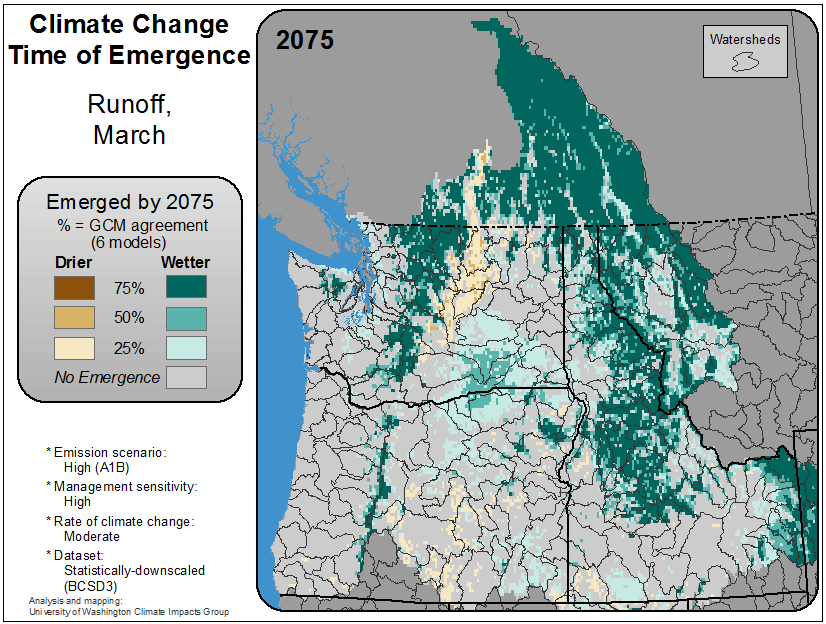 Climate Change
Time of Emergence
Runoff,
March
Emerged by 2075
% = GCM agreement
(6 models)
Drier Wetter
75%
50%
25%
No Emergence
* Emission scenario:
High (A1B)
* Management sensitivity:
High
* Rate of climate change:
Moderate
* Dataset:
Statistically-downscaled
(BCSD3)
Analysis and mapping:
University of Washington Climate Impacts Group
2075
Watersheds